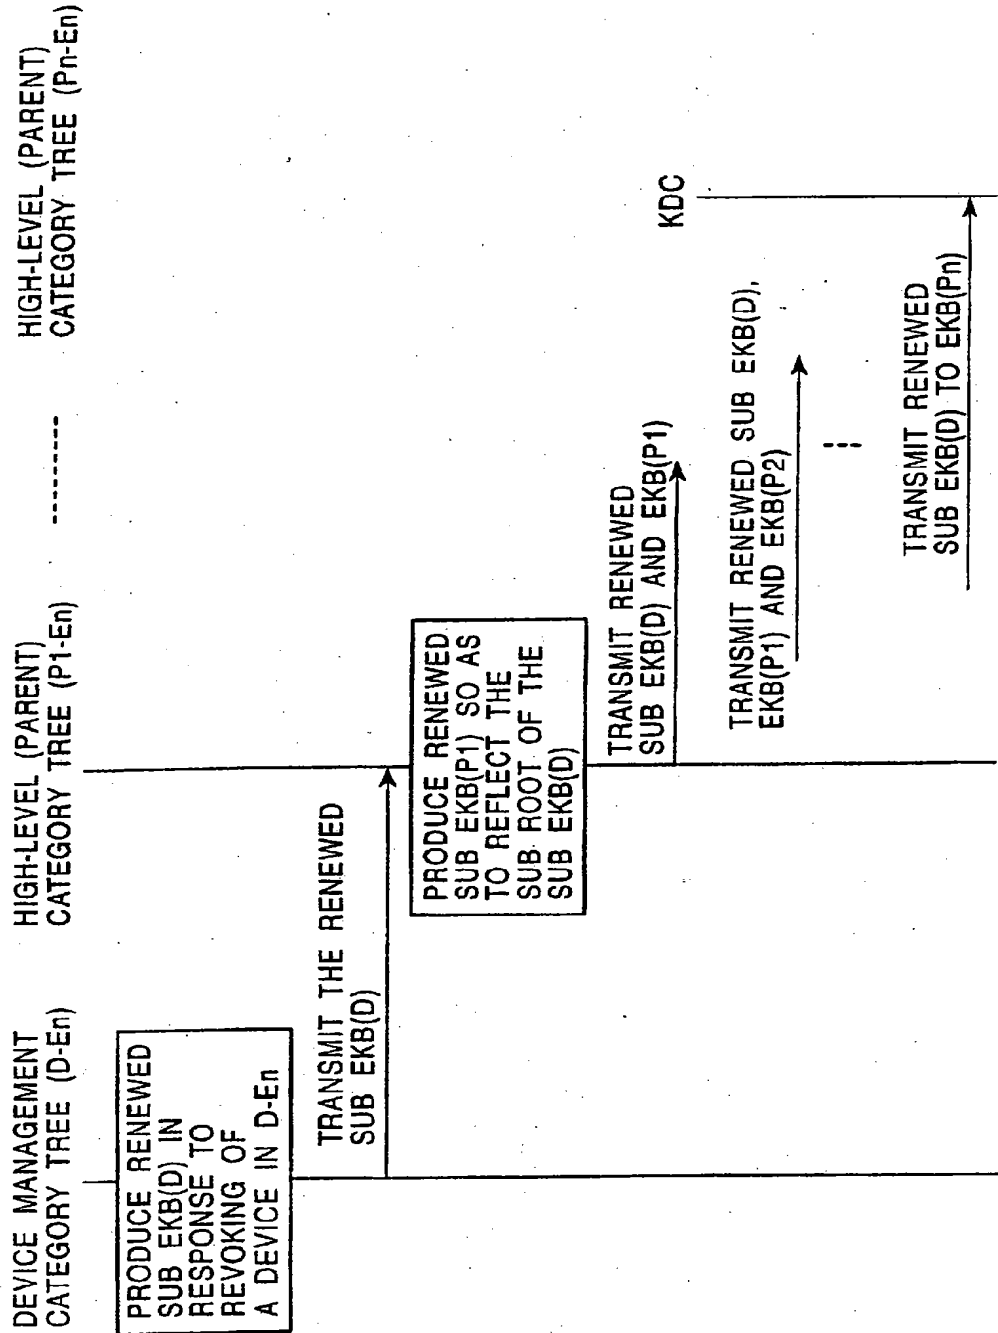 DEVICE MANAGEMENT
CATEGORY TREE (D-En)
HIGH-LEVEL (PARENT)
CATEGORY TREE (P1-En)
---------
HIGH-LEVEL (PARENT)
CATEGORY TREE (Pn-En)
PRODUCE RENEWED
SUB EKB(D) IN
RESPONSE TO
REVOKING OF
A DEVICE IN D-En
TRANSMIT THE RENEWED
SUB EKB(D)
PRODUCE RENEWED
SUB EKB(P1) SO AS
TO REFLECT THE
SUB ROOT OF THE
SUB EKB(D)
KDC
TRANSMIT RENEWED
SUB EKB(D) AND EKB(P1)
TRANSMIT RENEWED SUB EKB(D),
EKB(P1) AND EKB(P2)
---
TRANSMIT RENEWED
SUB EKB(D) TO EKB(Pn)